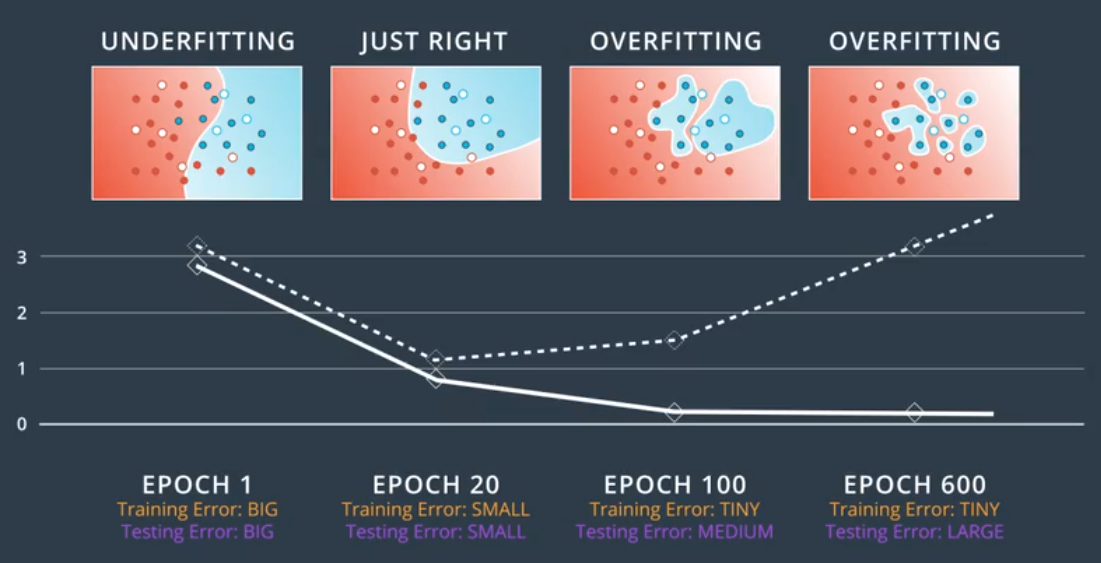 UNDERFITTING
JUST RIGHT
OVERFITTING
OVERFITTING
3
2
1
0
EPOCH 1
Training Error: BIG
Testing Error: BIG
EPOCH 20
Training Error: SMALL
Testing Error: SMALL
EPOCH 100
Training Error: TINY
Testing Error: MEDIUM
EPOCH 600
Training Error: TINY
Testing Error: LARGE